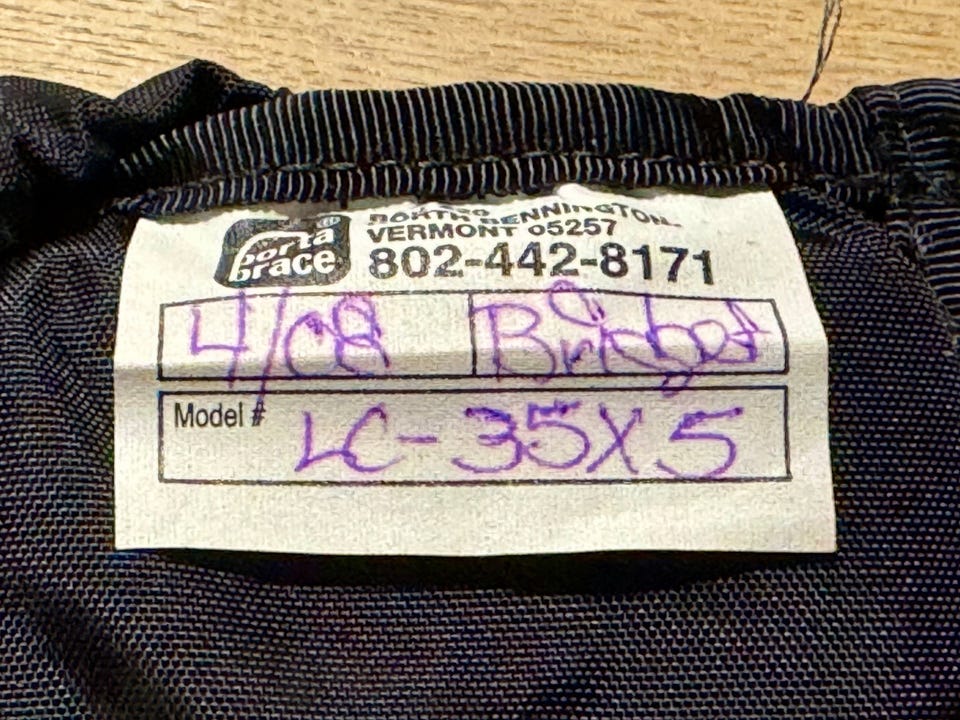 porta brace
NORTH BENNINGTON
VERMONT 05257
802-442-8171
4/08 Bridget
Model # LC-35X5